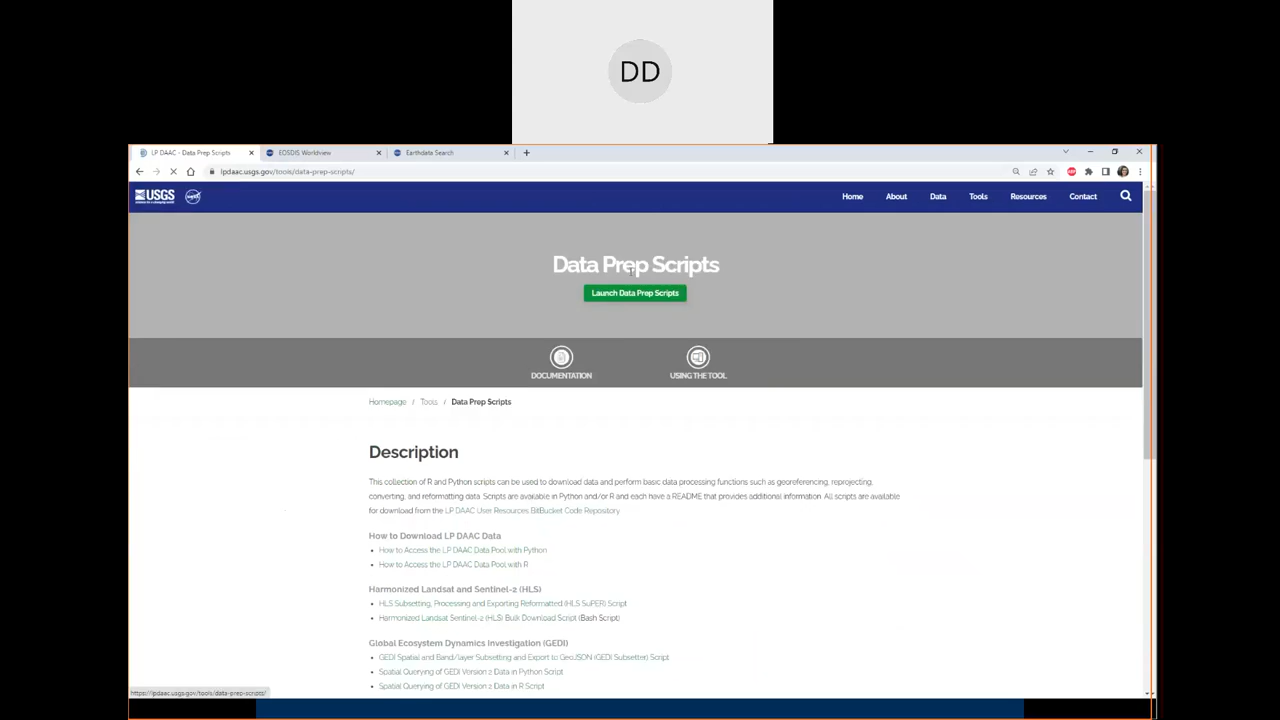 DD
LP DAAC - Data Prep Scripts
EOSDIS Worldview
Earthdata Search
lpdaac.usgs.gov/tools/data-prep-scripts/
USGS
science for a changing world
NASA
Home
About
Data
Tools
Resources
Contact
Data Prep Scripts
Launch Data Prep Scripts
DOCUMENTATION
USING THE TOOL
Homepage / Tools / Data Prep Scripts
Description
This collection of R and Python scripts can be used to download data and perform basic data processing functions such as georeferencing, reprojecting,
converting, and reformatting data. Scripts are available in Python and/or R and each have a README that provides additional information. All scripts are available
for download from the LP DAAC User Resources BitBucket Code Repository
How to Download LP DAAC Data
• How to Access the LP DAAC Data Pool with Python
• How to Access the LP DAAC Data Pool with R
Harmonized Landsat and Sentinel-2 (HLS)
• HLS Subsetting, Processing and Exporting Reformatted (HLS SuPER) Script
• Harmonized Landsat Sentinel-2 (HLS) Bulk Download Script (Bash Script)
Global Ecosystem Dynamics Investigation (GEDI)
• GEDI Spatial and Band/layer Subsetting and Export to GeoJSON (GEDI Subsetter) Script
• Spatial Querying of GEDI Version 2 Data in Python Script
• Spatial Querying of GEDI Version 2 Data in R Script
https://lpdaac.usgs.gov/tools/data-prep-scripts/